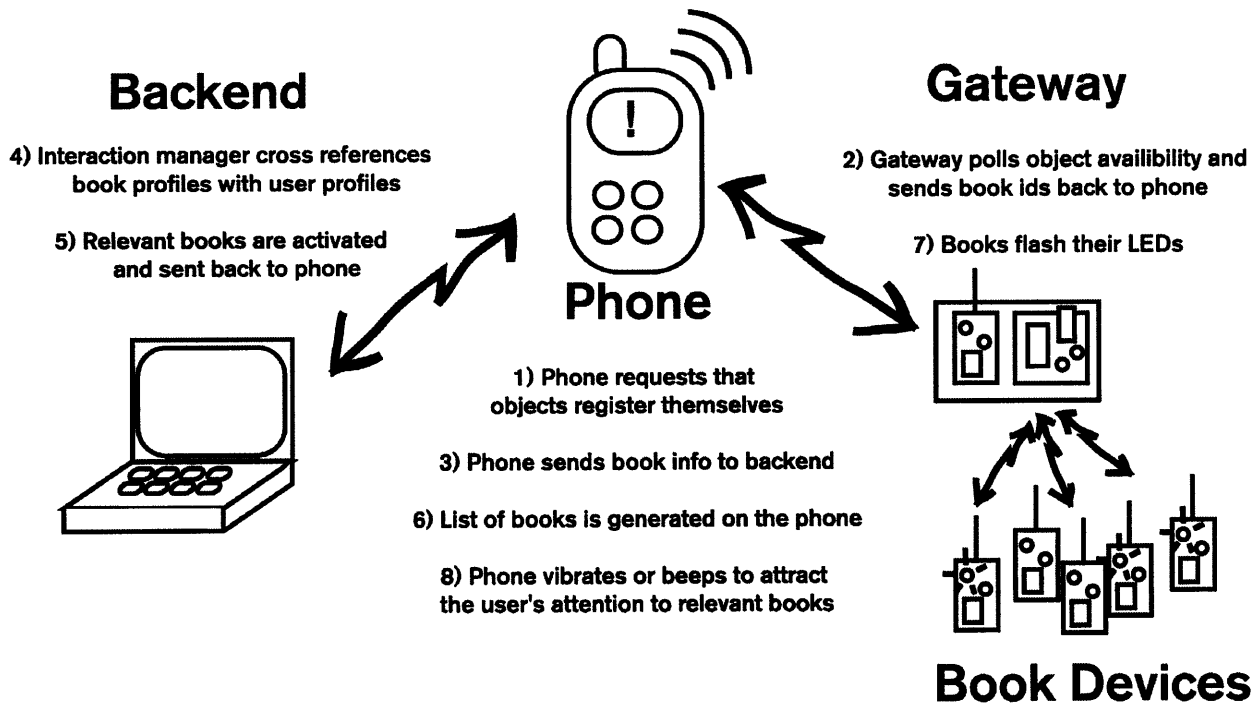 Backend
4) Interaction manager cross references
book profiles with user profiles
5) Relevant books are activated
and sent back to phone
!
Phone
1) Phone requests that
objects register themselves
3) Phone sends book info to backend
6) List of books is generated on the phone
8) Phone vibrates or beeps to attract
the user's attention to relevant books
Gateway
2) Gateway polls object availibility and
sends book ids back to phone
7) Books flash their LEDs
Book Devices